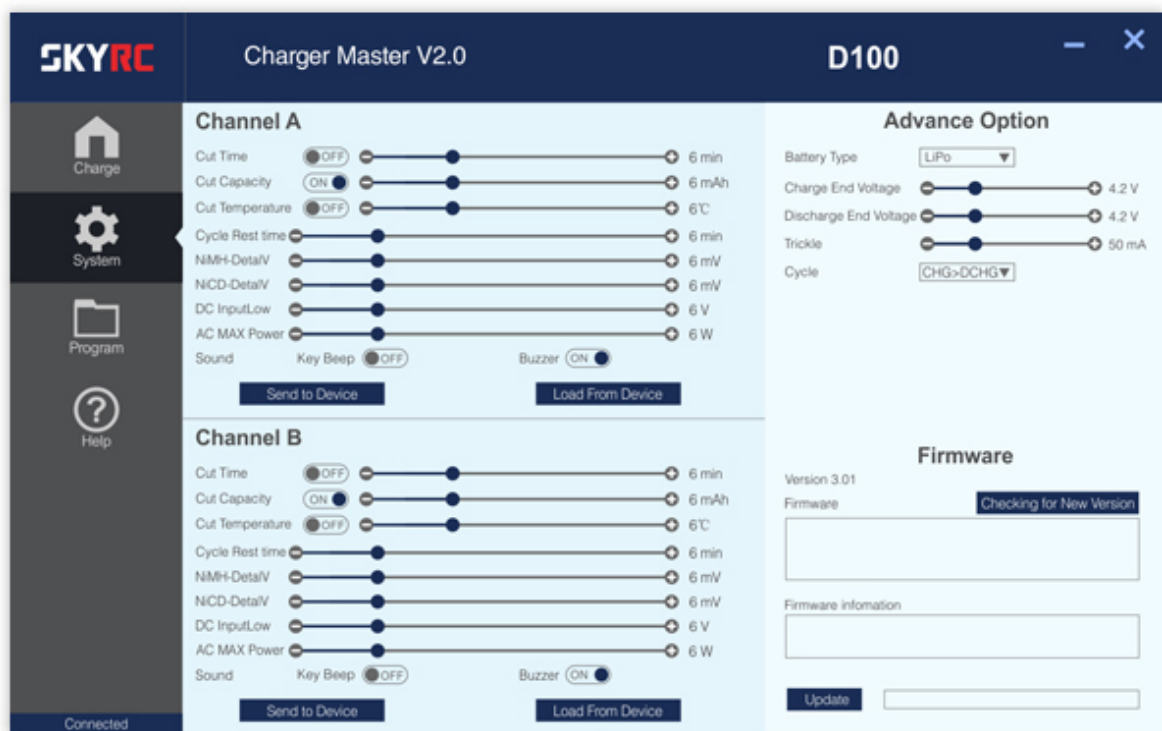 SKYRC
Charger Master V2.0
D100
Charge
System
Program
Help
Connected
Channel A
Cut Time OFF 6 min
Cut Capacity ON 6 mAh
Cut Temperature OFF 6℃
Cycle Rest time 6 min
NiMH-DetalV 6 mV
NiCD-DetalV 6 mV
DC InputLow 6 V
AC MAX Power 6 W
Sound Key Beep OFF Buzzer ON
Send to Device Load From Device
Channel B
Cut Time OFF 6 min
Cut Capacity ON 6 mAh
Cut Temperature OFF 6℃
Cycle Rest time 6 min
NiMH-DetalV 6 mV
NiCD-DetalV 6 mV
DC InputLow 6 V
AC MAX Power 6 W
Sound Key Beep OFF Buzzer ON
Send to Device Load From Device
Advance Option
Battery Type LiPo
Charge End Voltage 4.2 V
Discharge End Voltage 4.2 V
Trickle 50 mA
Cycle CHG>DCHG
Firmware
Version 3.01
Firmware Checking for New Version
Firmware infomation
Update